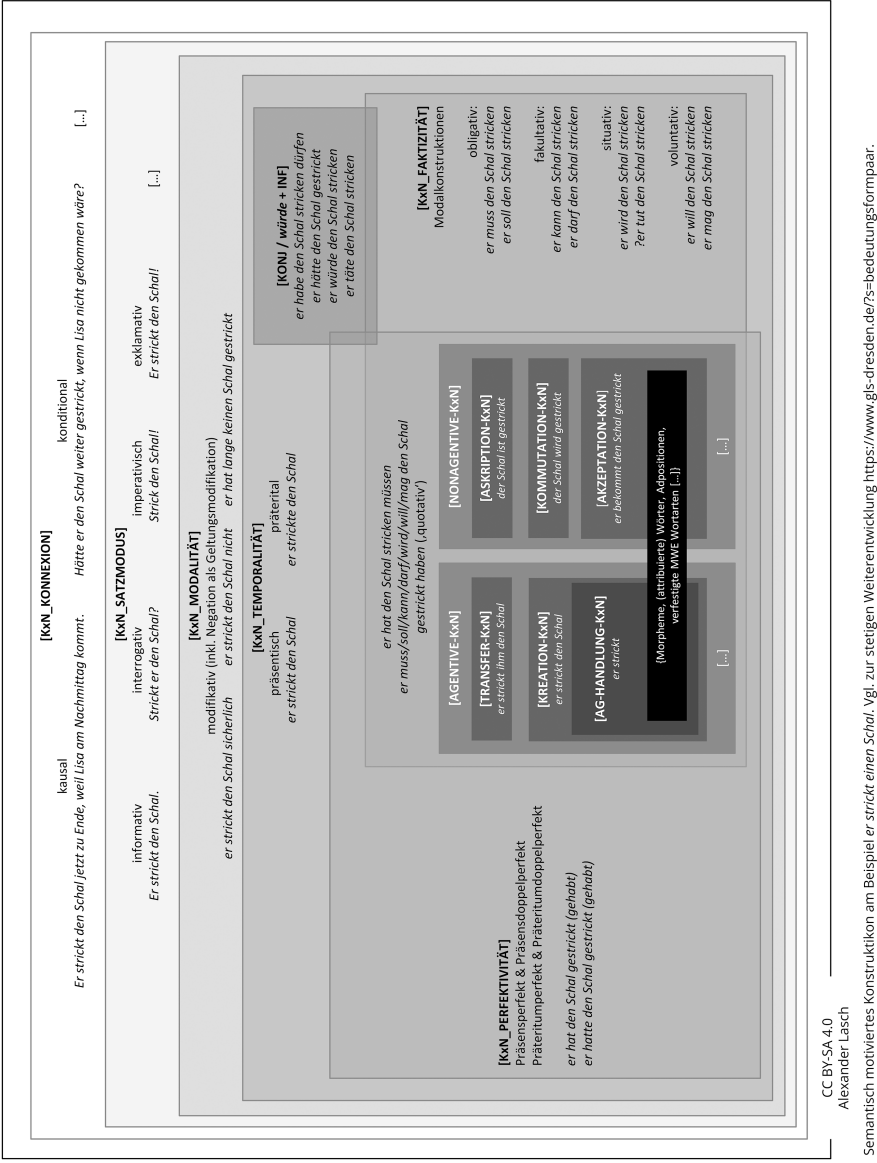 [KxN_KONNEXION]
kausal
konditional
Er strickt den Schal jetzt zu Ende, weil Lisa am Nachmittag kommt.
Hätte er den Schal weiter gestrickt, wenn Lisa nicht gekommen wäre?
[...]
[KxN_SATZMODUS]
informativ
interrogativ
imperativisch
exklamativ
Er strickt den Schal.
Strickt er den Schal?
Strick den Schal!
Er strickt den Schal!
[...]
[KxN_MODALITÄT]
modifikativ (inkl. Negation als Geltungsmodifikation)
er strickt den Schal sicherlich
er strickt den Schal nicht
er hat lange keinen Schal gestrickt
[KxN_TEMPORALITÄT]
präsentisch
präterital
er strickt den Schal
er strickte den Schal
[KONJ / würde + INF]
er habe den Schal stricken dürfen
er hätte den Schal gestrickt
er würde den Schal stricken
er täte den Schal stricken
er hat den Schal stricken müssen
er muss/soll/kann/darf/wird/will/mag den Schal
gestrickt haben (‚quotativ‘)
[KxN_PERFEKTIVITÄT]
Präsensperfekt & Präsensdoppelperfekt
Präteritumperfekt & Präteritumdoppelperfekt
er hat den Schal gestrickt (gehabt)
er hatte den Schal gestrickt (gehabt)
[AGENTIVE-KxN]
[TRANSFER-KxN]
er strickt ihm den Schal
[KREATION-KxN]
er strickt den Schal
[AG-HANDLUNG-KxN]
er strickt
[...]
[NONAGENTIVE-KxN]
[ASKRIPTION-KxN]
der Schal ist gestrickt
[KOMMUTATION-KxN]
der Schal wird gestrickt
[AKZEPTATION-KxN]
er bekommt den Schal gestrickt
[...]
{Morpheme, (attribuierte) Wörter, Adpositionen,
verfestigte MWE Wortarten [...]}
[KxN_FAKTIZITÄT]
Modalkonstruktionen
obligativ:
er muss den Schal stricken
er soll den Schal stricken
fakultativ:
er kann den Schal stricken
er darf den Schal stricken
situativ:
er wird den Schal stricken
?er tut den Schal stricken
voluntativ:
er will den Schal stricken
er mag den Schal stricken
CC BY-SA 4.0
Alexander Lasch
Semantisch motiviertes Konstruktikon am Beispiel er strickt einen Schal. Vgl. zur stetigen Weiterentwicklung https://www.gls-dresden.de/?s=bedeutungsformpaar.